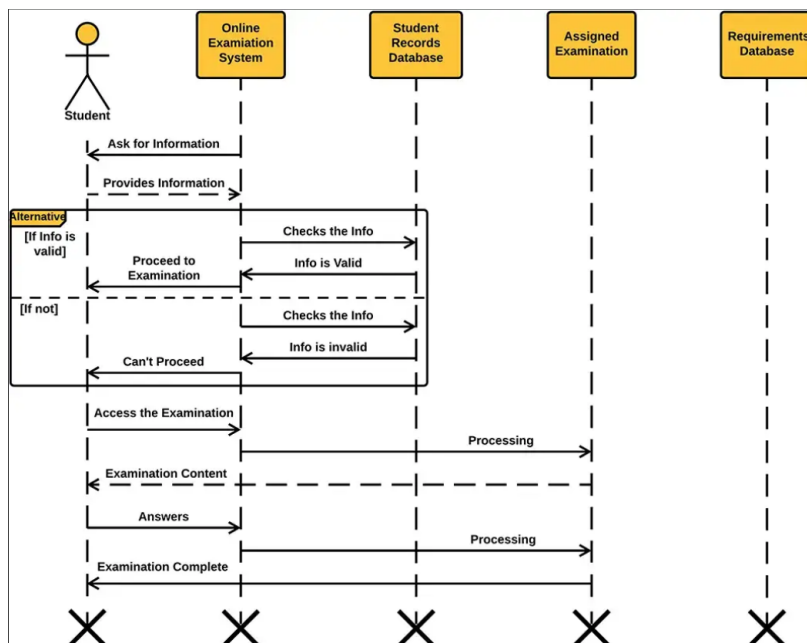 Online
Examiation
System
Student
Records
Database
Assigned
Examination
Requirements
Database
Student
Ask for Information
Provides Information
Alternative
[If Info is
valid]
Checks the Info
Info is Valid
Proceed to
Examination
[If not]
Checks the Info
Info is invalid
Can't Proceed
Access the Examination
Processing
Examination Content
Answers
Processing
Examination Complete